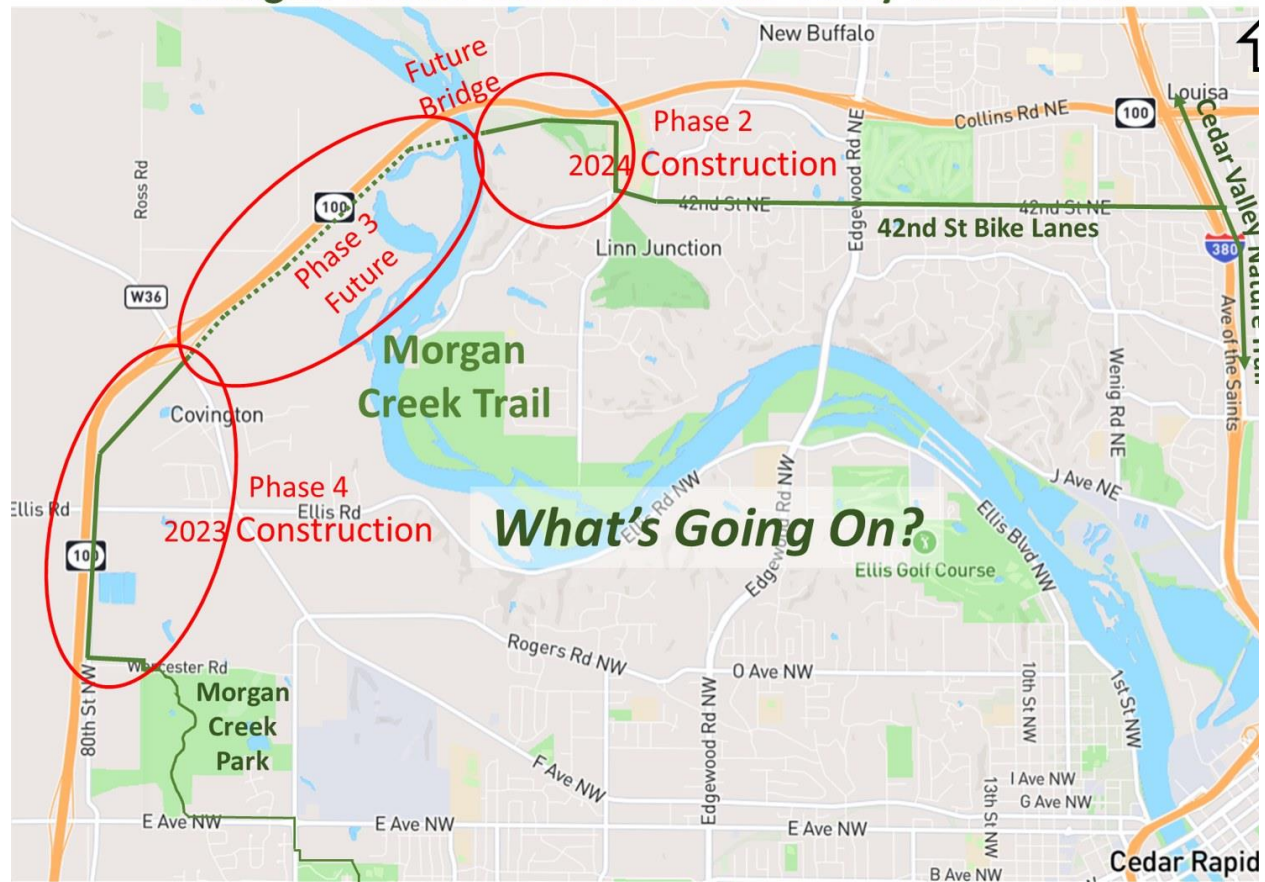 New Buffalo
Future
Bridge
Louisa
Collins Rd NE
100
Cedar Valley Nature Trail
Phase 2
2024 Construction
Ross Rd
Edgewood Rd NE
100
42nd St NE
42nd St NE
42nd St Bike Lanes
Phase 3
Future
Linn Junction
380
W36
Ave of the Saints
Morgan
Creek Trail
Wenig Rd NE
Covington
Phase 4
2023 Construction
Ellis Rd
Ellis Rd
Ellis Rd NW
What's Going On?
Edgewood Rd NW
J Ave NE
Ellis Blvd NW
100
Ellis Golf Course
Rogers Rd NW
O Ave NW
Worcester Rd
Morgan
Creek
Park
80th St NW
Edgewood Rd NW
10th St NW
1st St NW
F Ave NW
13th St NW
I Ave NW
G Ave NW
E Ave NW
E Ave NW
E Ave NW
Cedar Rapid
B Ave NW